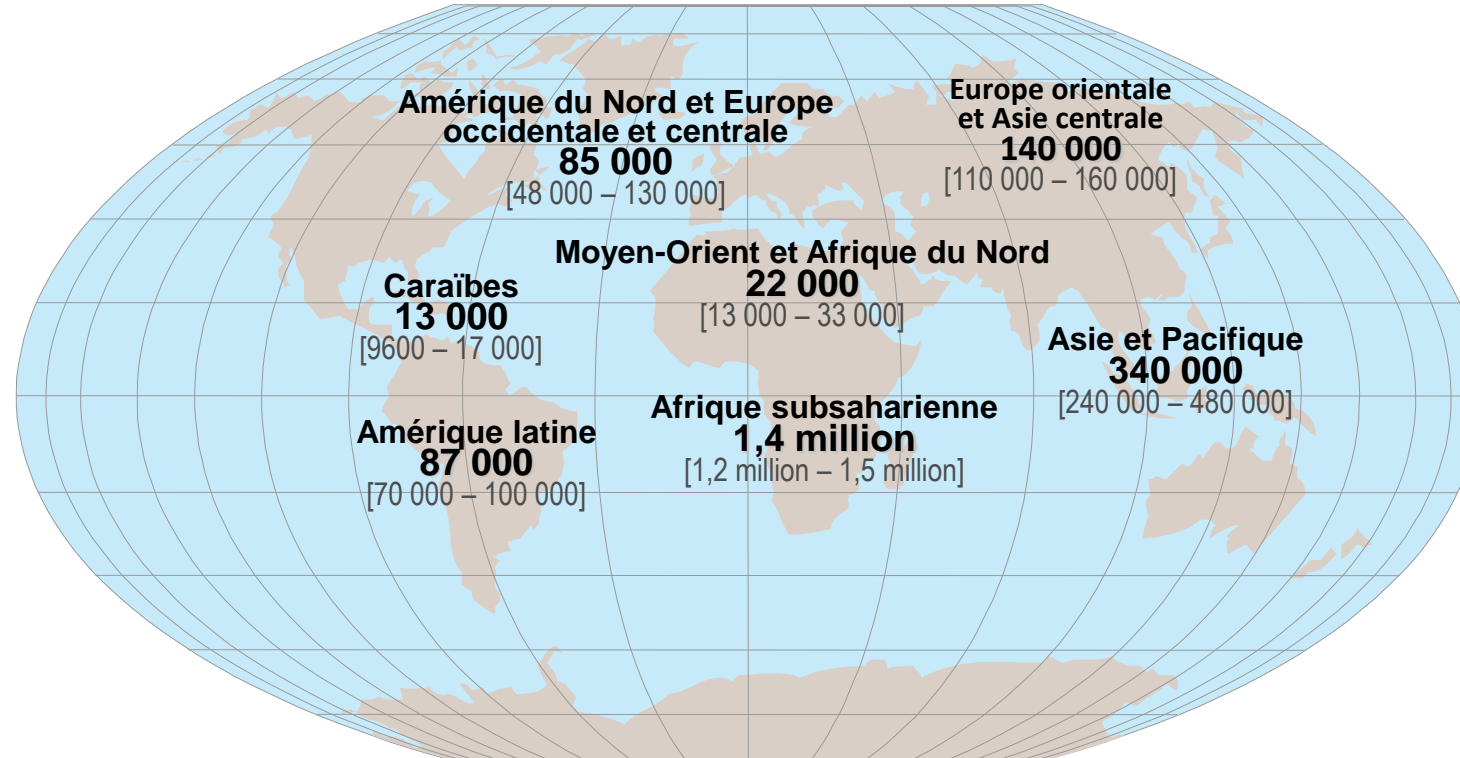 Amérique du Nord et Europe
occidentale et centrale
85 000
[48 000 – 130 000]
Europe orientale
et Asie centrale
140 000
[110 000 – 160 000]
Moyen-Orient et Afrique du Nord
22 000
[13 000 – 33 000]
Caraïbes
13 000
[9600 – 17 000]
Asie et Pacifique
340 000
[240 000 – 480 000]
Afrique subsaharienne
1,4 million
[1,2 million – 1,5 million]
Amérique latine
87 000
[70 000 – 100 000]